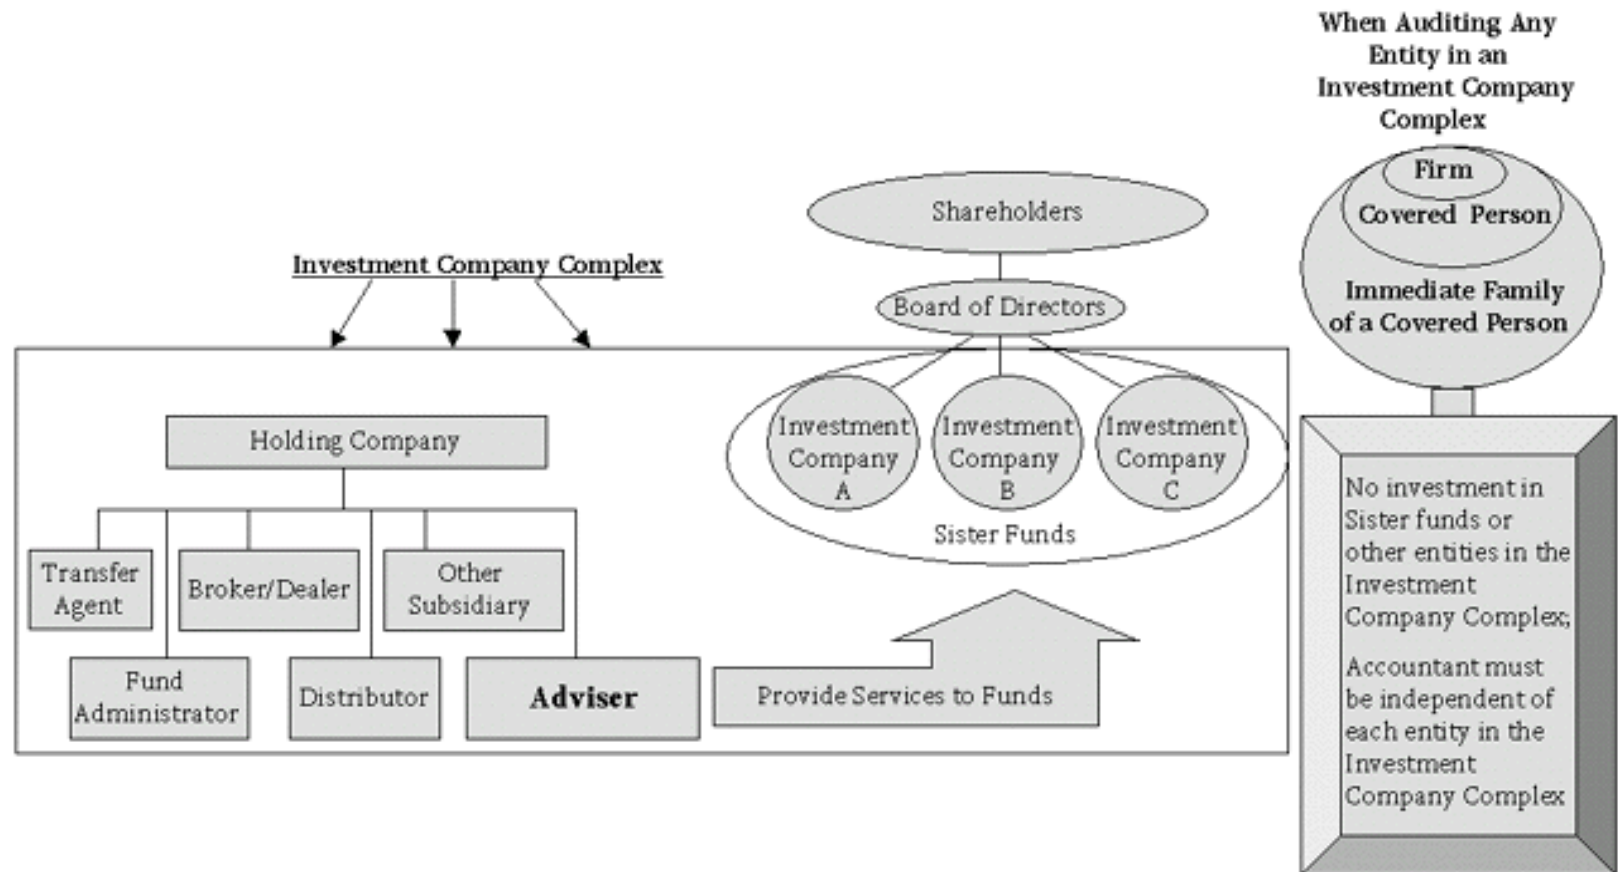 When Auditing Any
Entity in an
Investment Company
Complex
Firm
Covered Person
Immediate Family
of a Covered Person
Shareholders
Investment Company Complex
Board of Directors
Investment
Company
A
Investment
Company
B
Investment
Company
C
Sister Funds
Holding Company
Transfer
Agent
Broker/Dealer
Other
Subsidiary
Fund
Administrator
Distributor
Adviser
Provide Services to Funds
No investment in
Sister funds or
other entities in the
Investment
Company Complex;
Accountant must
be independent of
each entity in the
Investment
Company Complex